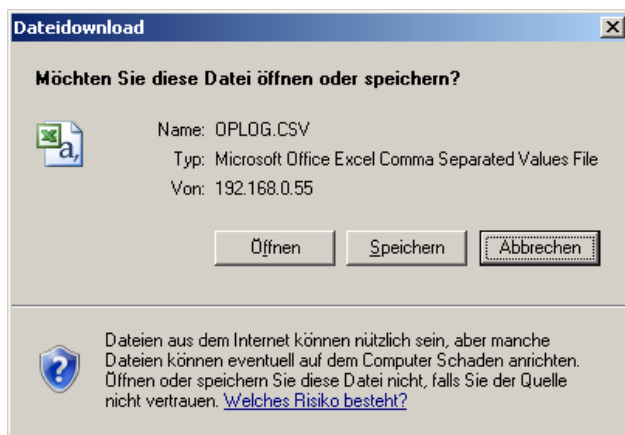 Dateidownload
Möchten Sie diese Datei öffnen oder speichern?
Name: OPLOG.CSV
Typ: Microsoft Office Excel Comma Separated Values File
Von: 192.168.0.55
Öffnen Speichern Abbrechen
Dateien aus dem Internet können nützlich sein, aber manche
Dateien können eventuell auf dem Computer Schaden anrichten.
Öffnen oder speichern Sie diese Datei nicht, falls Sie der Quelle
nicht vertrauen. Welches Risiko besteht?